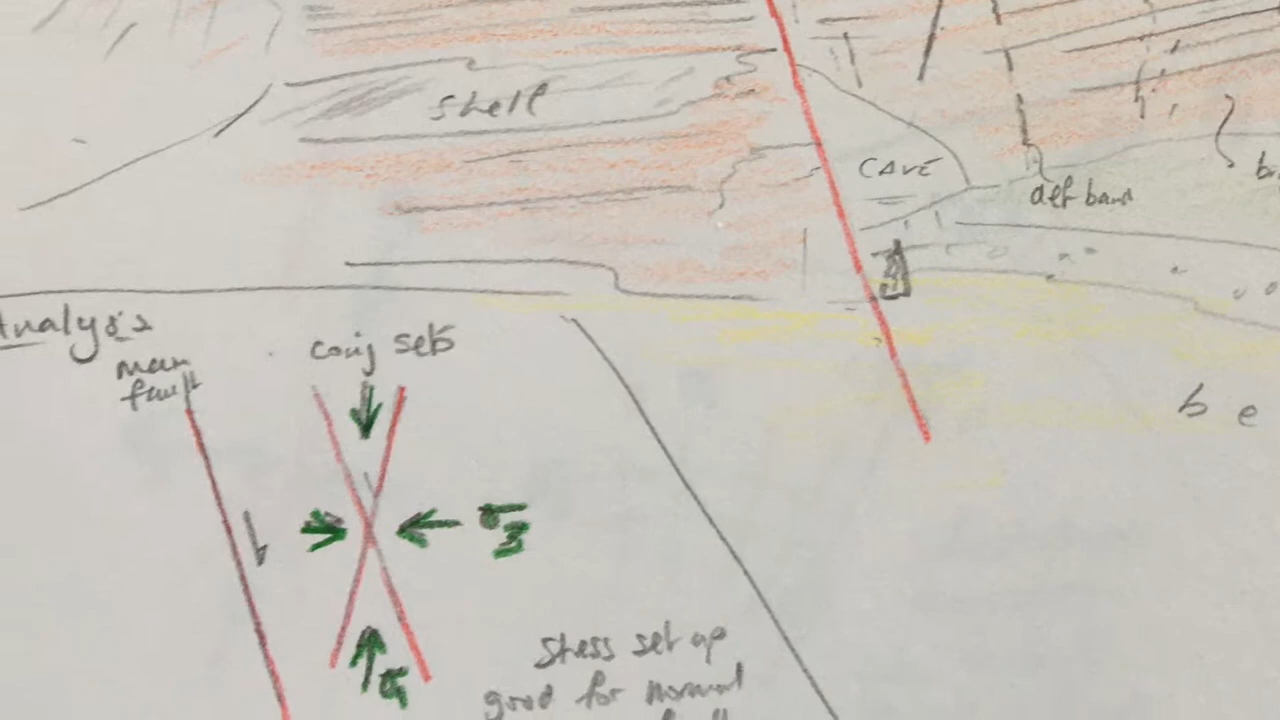 Shelf
CAVE
def band
Analysis
main
fault
conj sets
b e
σ3
σ1
Stress set up
good for normal